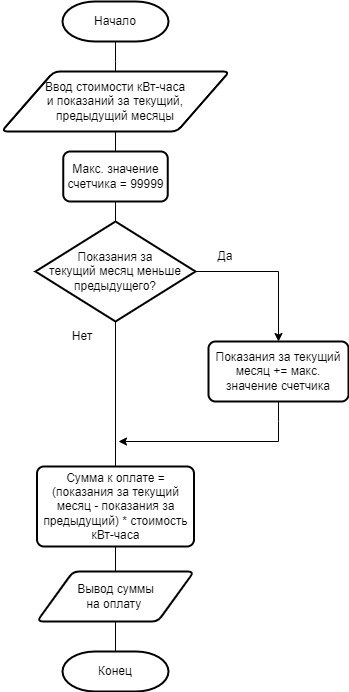 Начало
Ввод стоимости кВт-часа
и показаний за текущий,
предыдущий месяцы
Макс. значение
счетчика = 99999
Показания за
текущий месяц меньше
предыдущего?
Да
Нет
Показания за текущий
месяц += макс.
значение счетчика
Сумма к оплате =
(показания за текущий
месяц - показания за
предыдущий) * стоимость
кВт-часа
Вывод суммы
на оплату
Конец